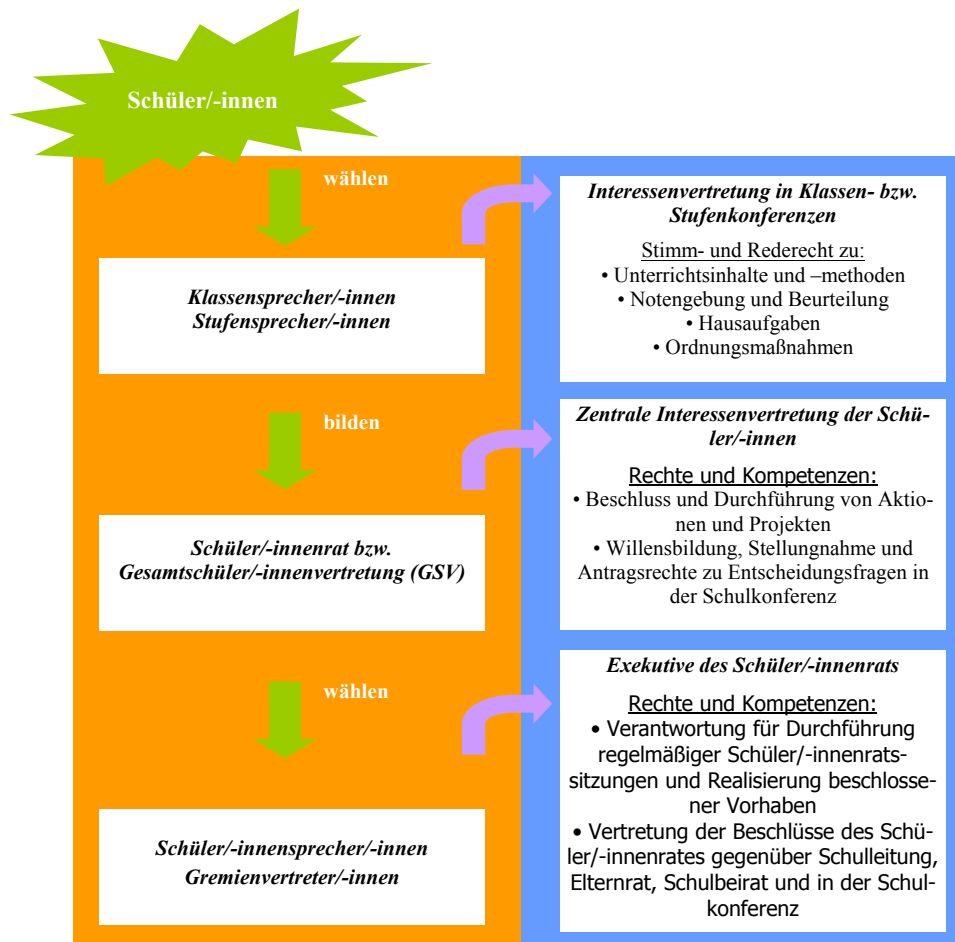 Schüler/-innen
wählen
Klassensprecher/-innen
Stufensprecher/-innen
Interessenvertretung in Klassen- bzw.
Stufenkonferenzen
Stimm- und Rederecht zu:
• Unterrichtsinhalte und –methoden
• Notengebung und Beurteilung
• Hausaufgaben
• Ordnungsmaßnahmen
bilden
Schüler/-innenrat bzw.
Gesamtschüler/-innenvertretung (GSV)
Zentrale Interessenvertretung der Schü-
ler/-innen
Rechte und Kompetenzen:
• Beschluss und Durchführung von Aktio-
nen und Projekten
• Willensbildung, Stellungnahme und
Antragsrechte zu Entscheidungsfragen in
der Schulkonferenz
wählen
Schüler/-innensprecher/-innen
Gremienvertreter/-innen
Exekutive des Schüler/-innenrats
Rechte und Kompetenzen:
• Verantwortung für Durchführung
regelmäßiger Schüler/-innenrats-
sitzungen und Realisierung beschlosse-
ner Vorhaben
• Vertretung der Beschlüsse des Schü-
ler/-innenrates gegenüber Schulleitung,
Elternrat, Schulbeirat und in der Schul-
konferenz